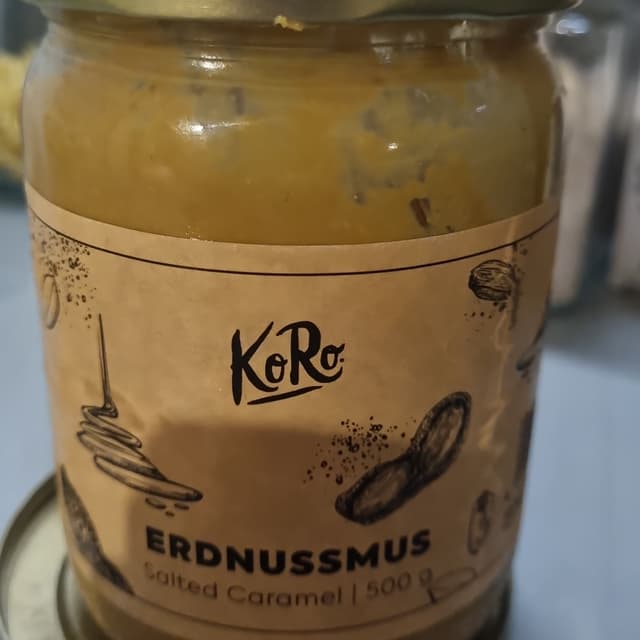 KoRo
ERDNUSSMUS
Salted Caramel | 500 g